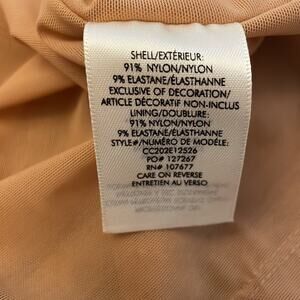 SHELL/EXTÉRIEUR:
91% NYLON/NYLON
9% ELASTANE/ÉLASTHANNE
EXCLUSIVE OF DECORATION/
ARTICLE DÉCORATIF NON-INCLUS
LINING/DOUBLURE:
91% NYLON/NYLON
9% ELASTANE/ÉLASTHANNE
STYLE#/NUMÉRO DE MODÈLE:
CC202E12526
PO# 127267
RN# 107677
CARE ON REVERSE
ENTRETIEN AU VERSO